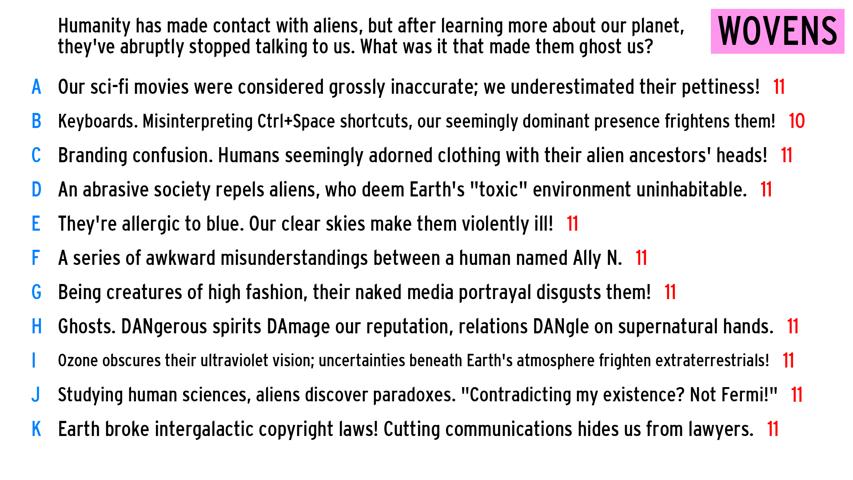 Humanity has made contact with aliens, but after learning more about our planet,
they've abruptly stopped talking to us. What was it that made them ghost us?
WOVENS
A Our sci-fi movies were considered grossly inaccurate; we underestimated their pettiness! 11
B Keyboards. Misinterpreting Ctrl+Space shortcuts, our seemingly dominant presence frightens them! 10
C Branding confusion. Humans seemingly adorned clothing with their alien ancestors' heads! 11
D An abrasive society repels aliens, who deem Earth's "toxic" environment uninhabitable. 11
E They're allergic to blue. Our clear skies make them violently ill! 11
F A series of awkward misunderstandings between a human named Ally N. 11
G Being creatures of high fashion, their naked media portrayal disgusts them! 11
H Ghosts. DANgerous spirits DAmage our reputation, relations DANgle on supernatural hands. 11
I Ozone obscures their ultraviolet vision; uncertainties beneath Earth's atmosphere frighten extraterrestrials! 11
J Studying human sciences, aliens discover paradoxes. "Contradicting my existence? Not Fermi!" 11
K Earth broke intergalactic copyright laws! Cutting communications hides us from lawyers. 11